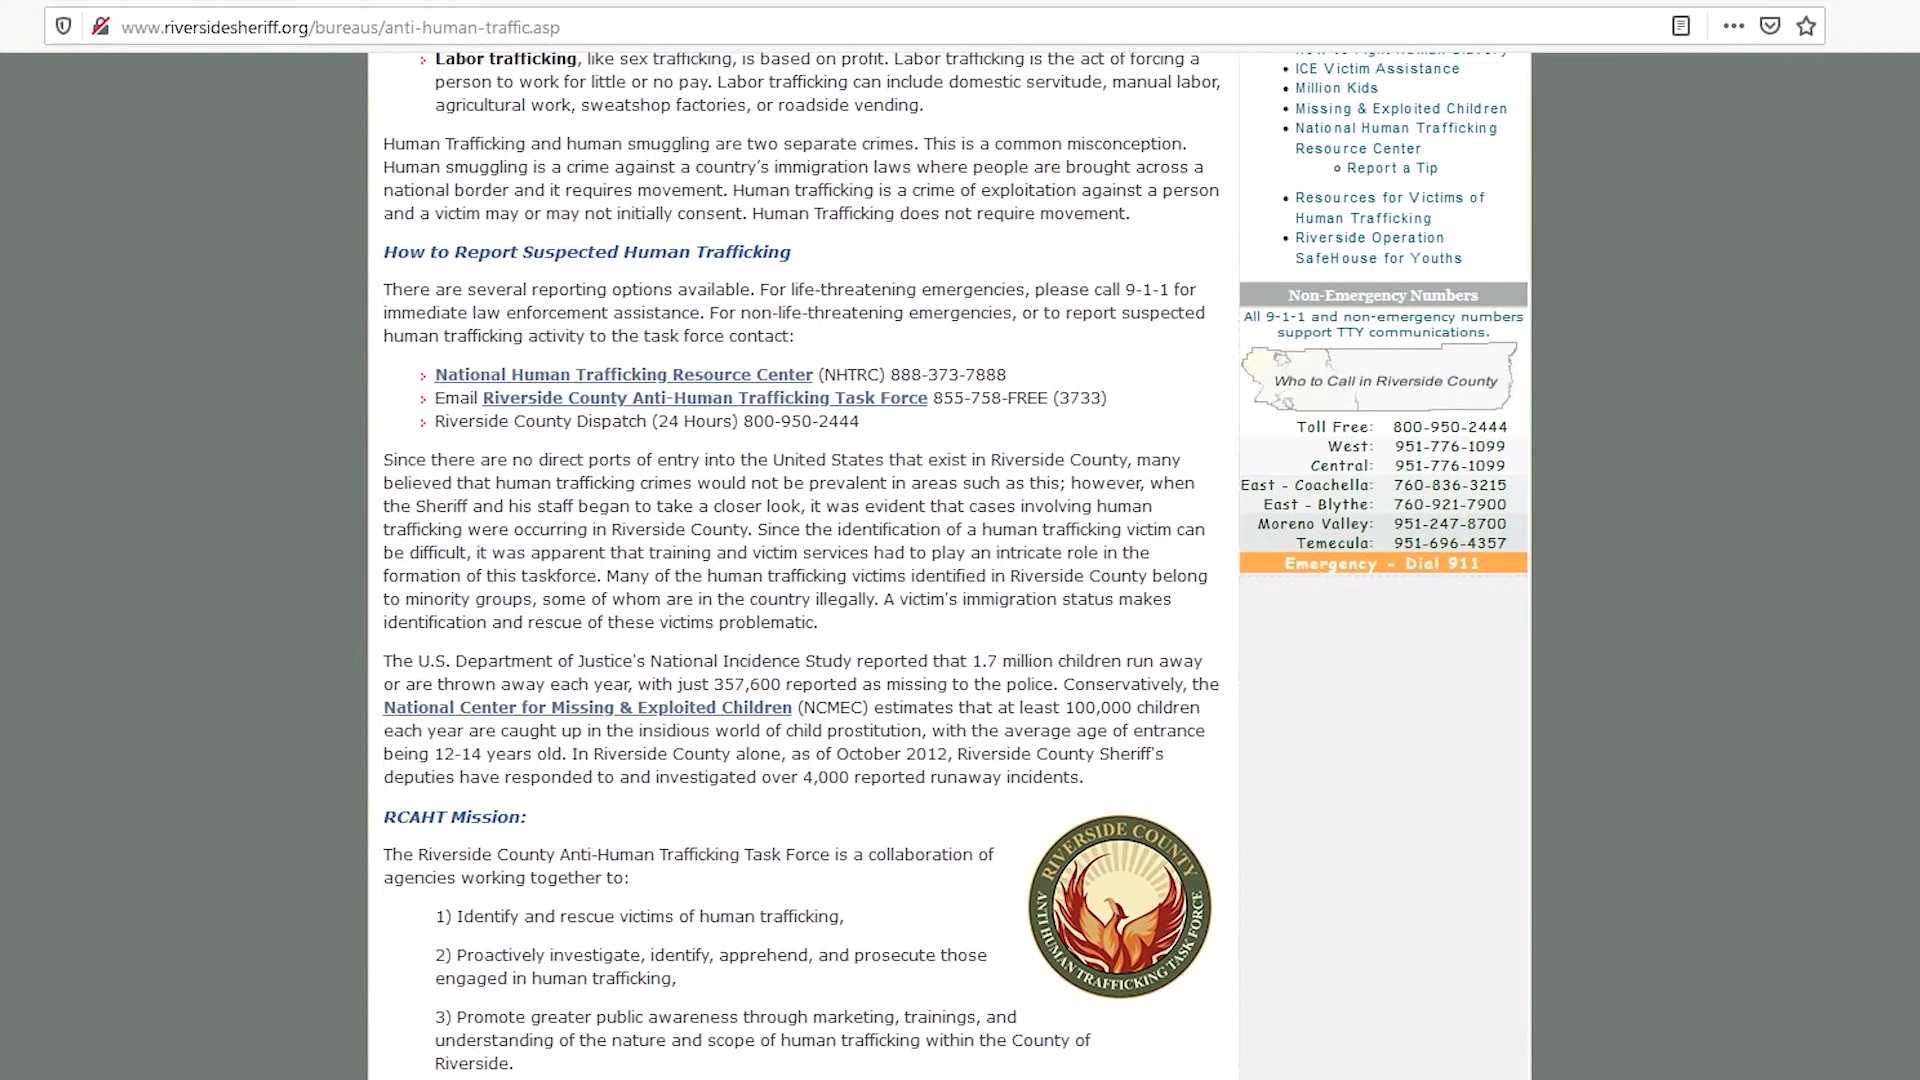 www.riversidesheriff.org/bureaus/anti-human-traffic.asp
Labor trafficking, like sex trafficking, is based on profit. Labor trafficking is the act of forcing a
person to work for little or no pay. Labor trafficking can include domestic servitude, manual labor,
agricultural work, sweatshop factories, or roadside vending.
Human Trafficking and human smuggling are two separate crimes. This is a common misconception.
Human smuggling is a crime against a country’s immigration laws where people are brought across a
national border and it requires movement. Human trafficking is a crime of exploitation against a person
and a victim may or may not initially consent. Human Trafficking does not require movement.
How to Report Suspected Human Trafficking
There are several reporting options available. For life-threatening emergencies, please call 9-1-1 for
immediate law enforcement assistance. For non-life-threatening emergencies, or to report suspected
human trafficking activity to the task force contact:
National Human Trafficking Resource Center (NHTRC) 888-373-7888
Email Riverside County Anti-Human Trafficking Task Force 855-758-FREE (3733)
Riverside County Dispatch (24 Hours) 800-950-2444
Since there are no direct ports of entry into the United States that exist in Riverside County, many
believed that human trafficking crimes would not be prevalent in areas such as this; however, when
the Sheriff and his staff began to take a closer look, it was evident that cases involving human
trafficking were occurring in Riverside County. Since the identification of a human trafficking victim can
be difficult, it was apparent that training and victim services had to play an intricate role in the
formation of this taskforce. Many of the human trafficking victims identified in Riverside County belong
to minority groups, some of whom are in the country illegally. A victim's immigration status makes
identification and rescue of these victims problematic.
The U.S. Department of Justice's National Incidence Study reported that 1.7 million children run away
or are thrown away each year, with just 357,600 reported as missing to the police. Conservatively, the
National Center for Missing & Exploited Children (NCMEC) estimates that at least 100,000 children
each year are caught up in the insidious world of child prostitution, with the average age of entrance
being 12-14 years old. In Riverside County alone, as of October 2012, Riverside County Sheriff's
deputies have responded to and investigated over 4,000 reported runaway incidents.
RCAHT Mission:
The Riverside County Anti-Human Trafficking Task Force is a collaboration of
agencies working together to:
1) Identify and rescue victims of human trafficking,
2) Proactively investigate, identify, apprehend, and prosecute those
engaged in human trafficking,
3) Promote greater public awareness through marketing, trainings, and
understanding of the nature and scope of human trafficking within the County of
Riverside.
RIVERSIDE COUNTY
ANTI HUMAN TRAFFICKING TASK FORCE
How to Fight Human Slavery
ICE Victim Assistance
Million Kids
Missing & Exploited Children
National Human Trafficking
Resource Center
Report a Tip
Resources for Victims of
Human Trafficking
Riverside Operation
SafeHouse for Youths
Non-Emergency Numbers
All 9-1-1 and non-emergency numbers
support TTY communications.
Who to Call in Riverside County
Toll Free: 800-950-2444
West: 951-776-1099
Central: 951-776-1099
East - Coachella: 760-836-3215
East - Blythe: 760-921-7900
Moreno Valley: 951-247-8700
Temecula: 951-696-4357
Emergency - Dial 911